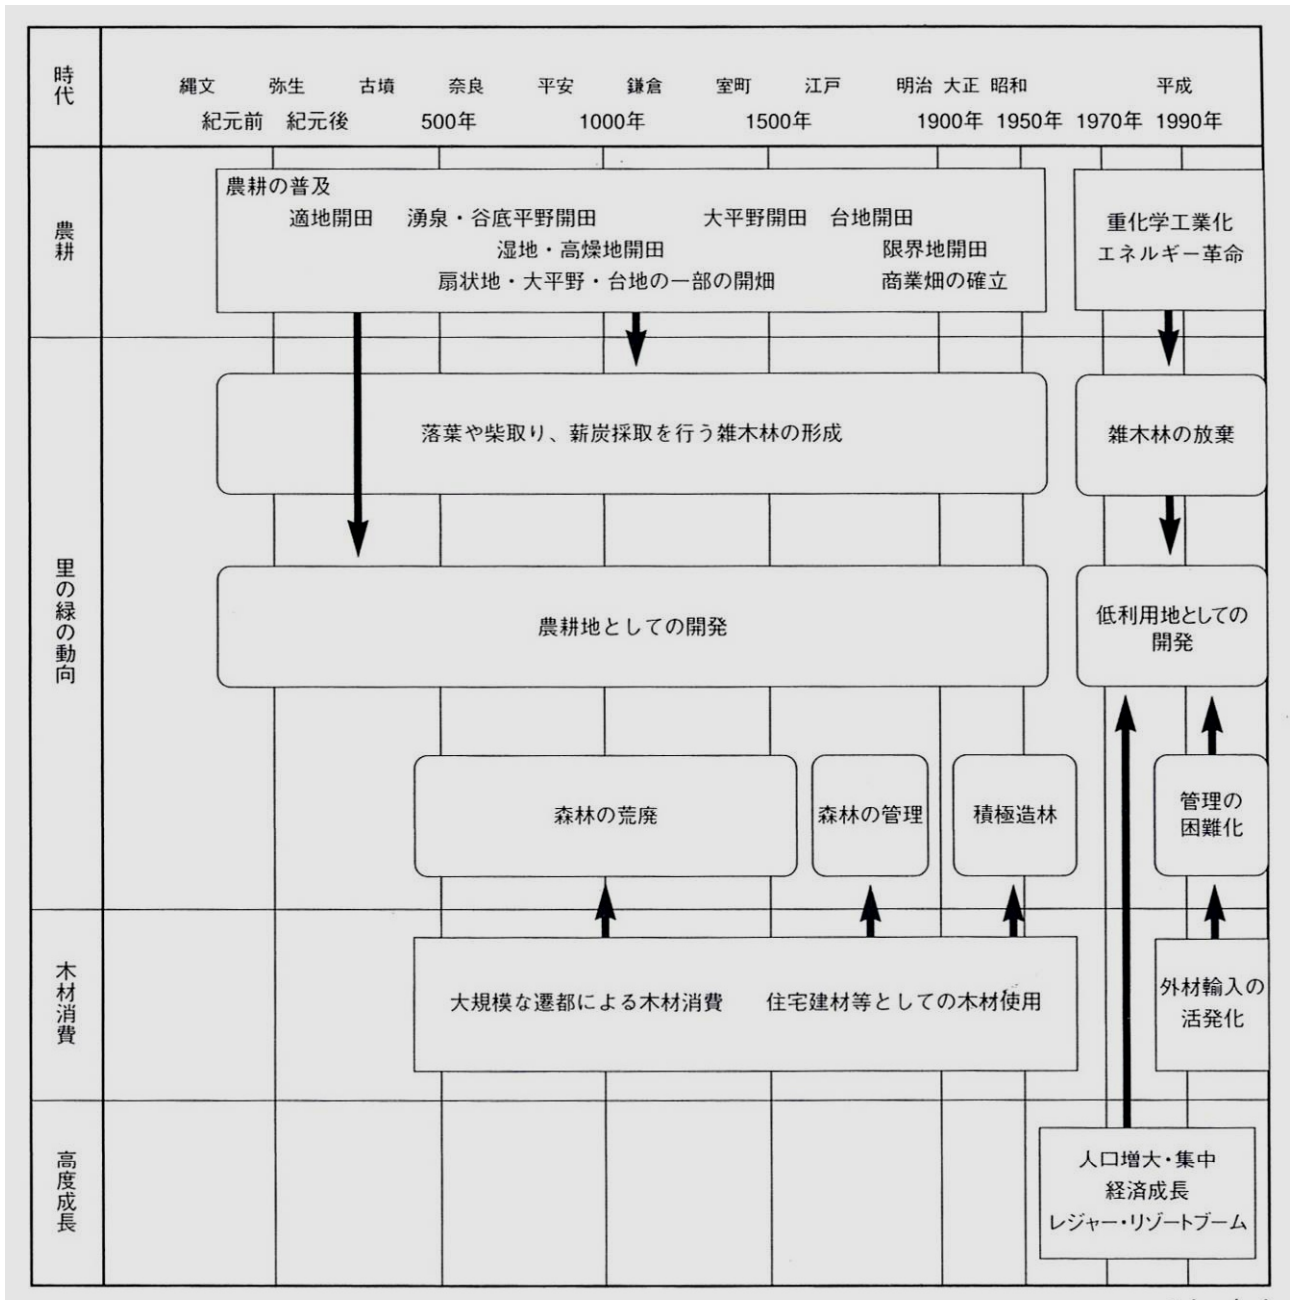 時代
縄文 弥生 古墳 奈良 平安 鎌倉 室町 江戸 明治 大正 昭和 平成
紀元前 紀元後 500年 1000年 1500年 1900年 1950年 1970年 1990年
農耕
農耕の普及
適地開田 湧泉・谷底平野開田 大平野開田 台地開田
湿地・高燥地開田 限界地開田
扇状地・大平野・台地の一部の開畑 商業畑の確立
重化学工業化
エネルギー革命
里の緑の動向
落葉や柴取り、薪炭採取を行う雑木林の形成
雑木林の放棄
農耕地としての開発
低利用地としての
開発
森林の荒廃
森林の管理
積極造林
管理の
困難化
木材消費
大規模な遷都による木材消費 住宅建材等としての木材使用
外材輸入の
活発化
高度成長
人口増大・集中
経済成長
レジャー・リゾートブーム